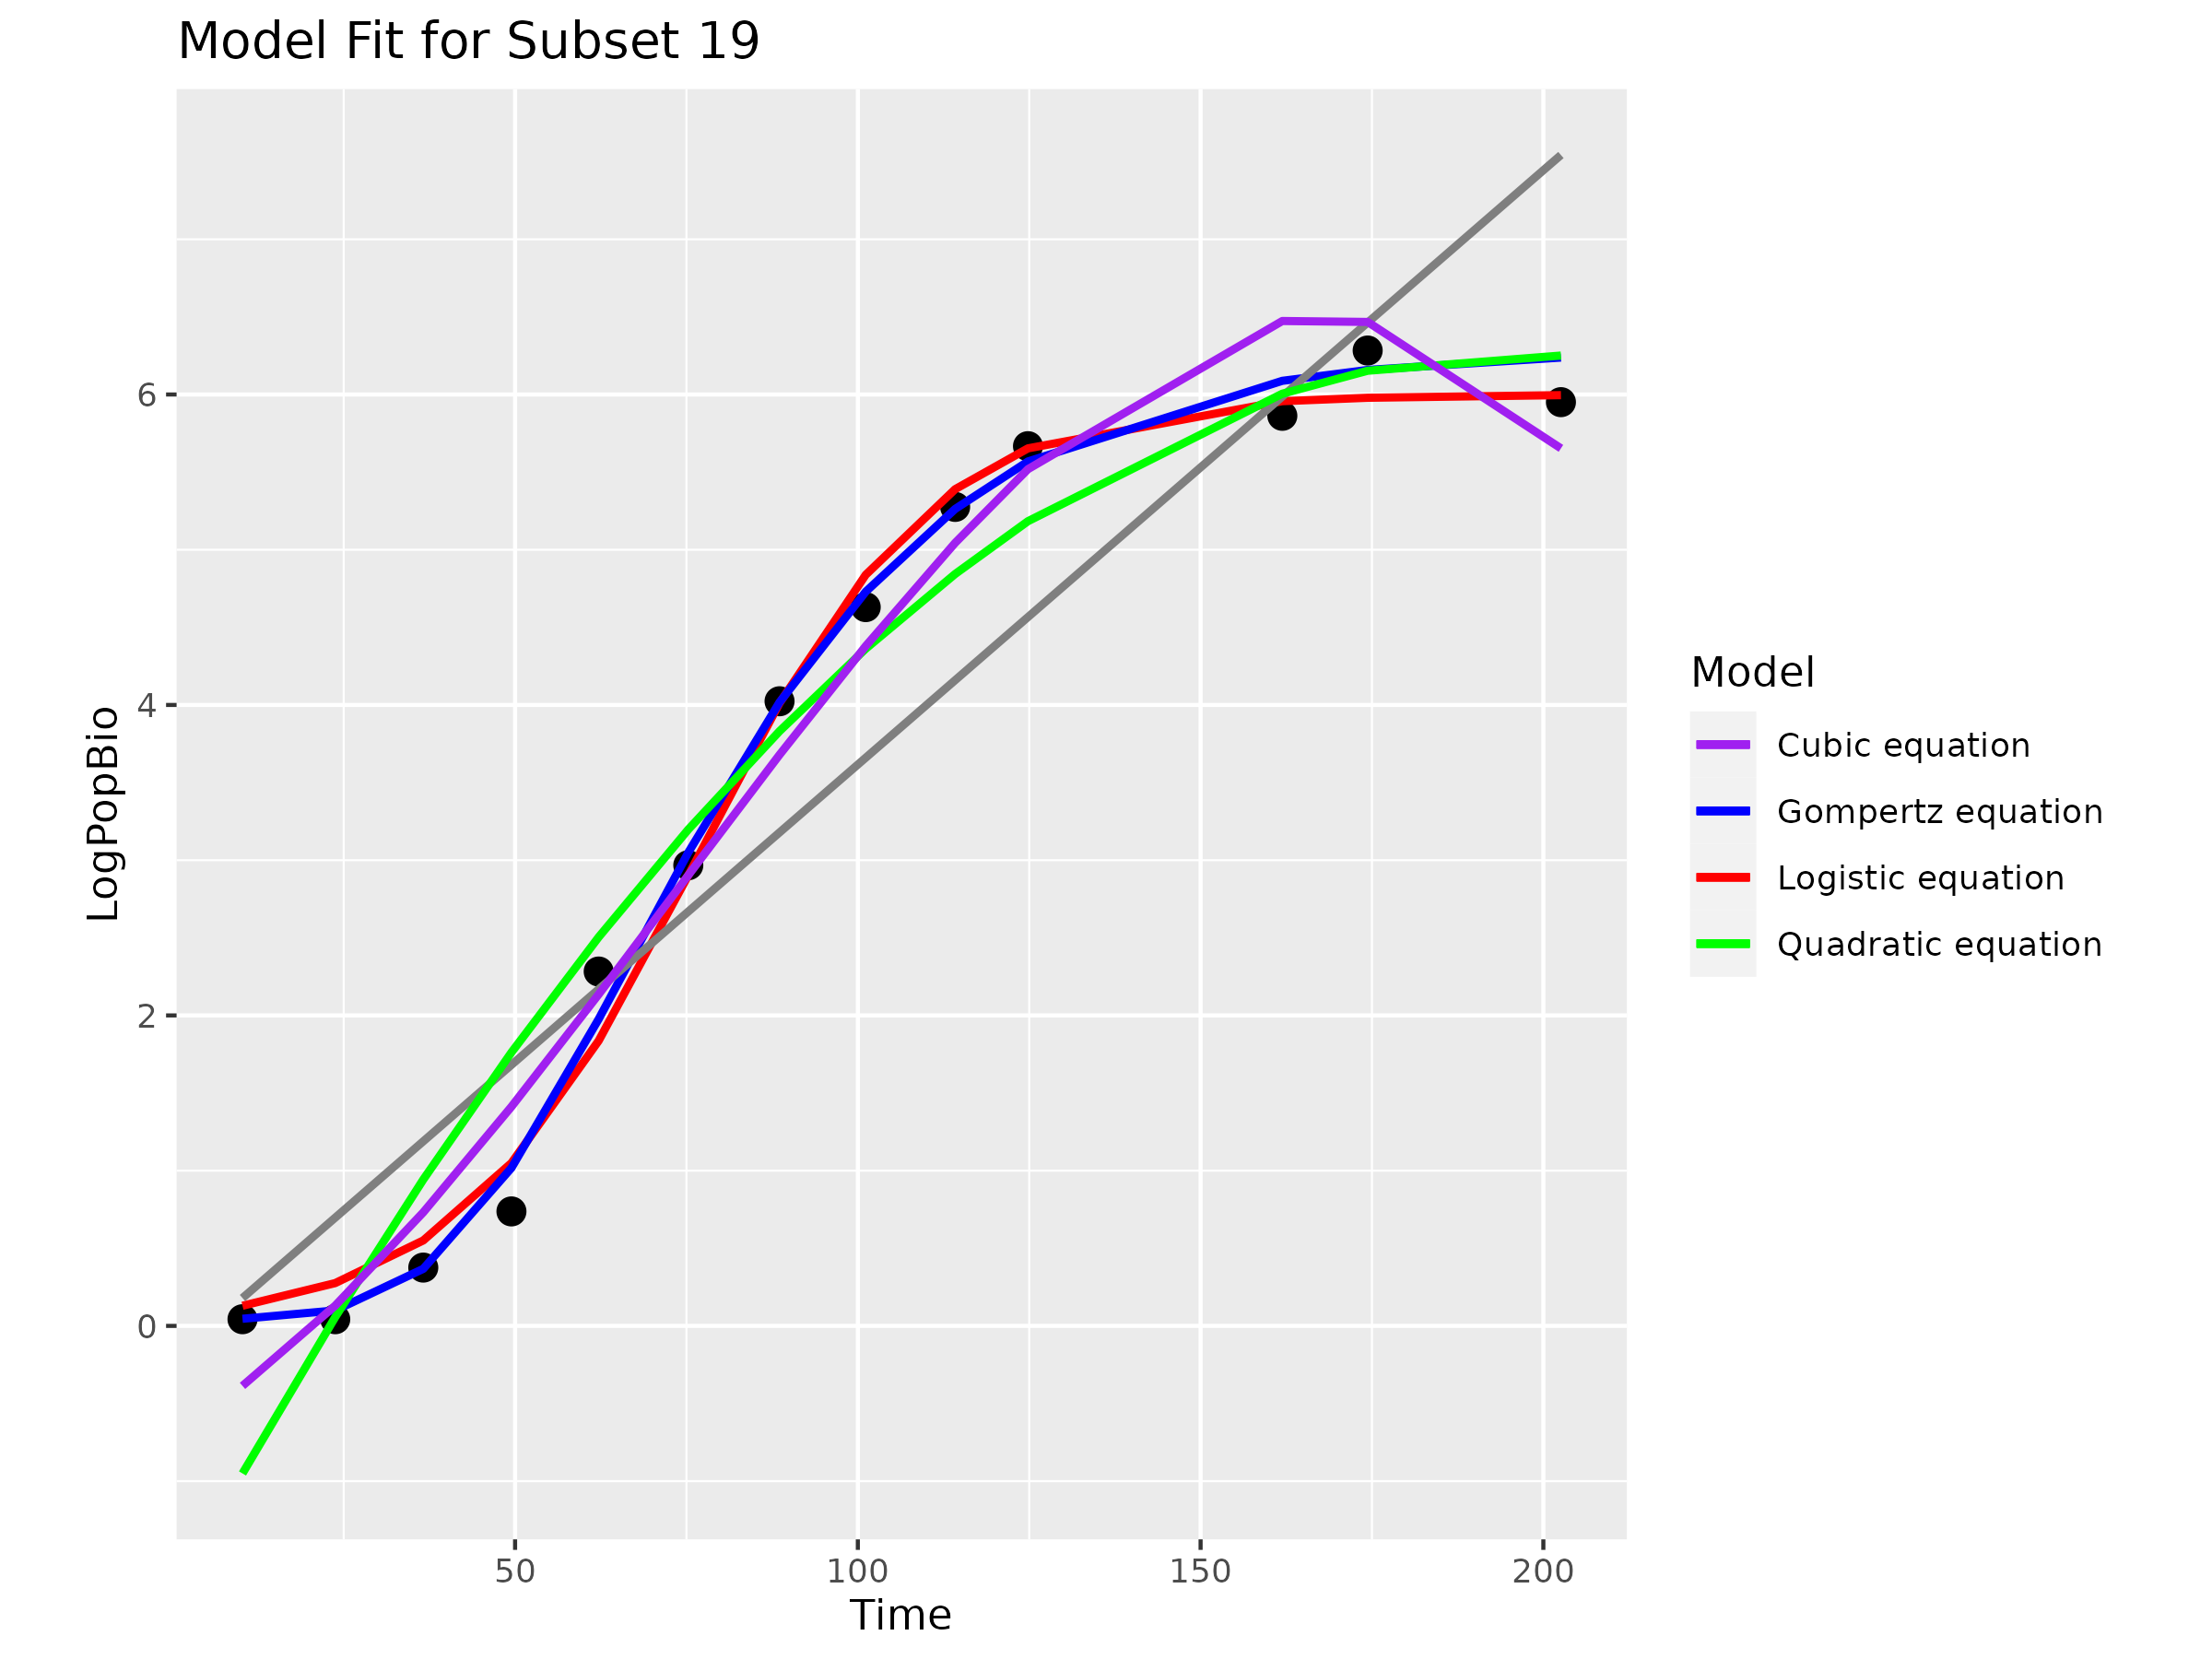 Model Fit for Subset 19
LogPopBio
6
4
2
0
50 100 150 200
Time
Model
Cubic equation
Gompertz equation
Logistic equation
Quadratic equation